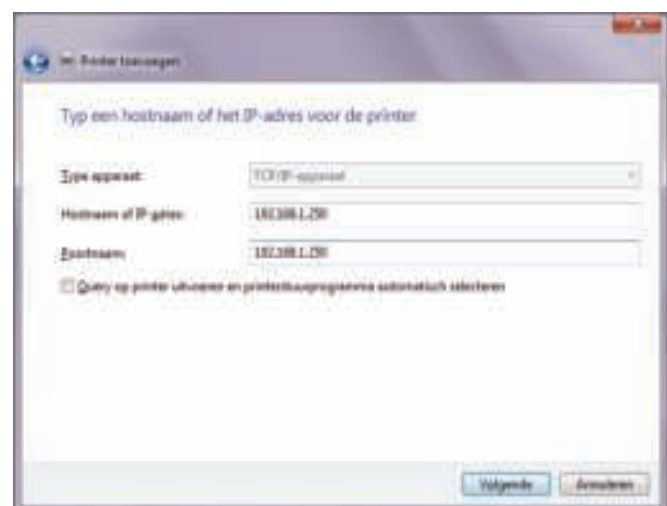 Printer toevoegen
Typ een hostnaam of het IP-adres voor de printer
Type apparaat:
TCP/IP-apparaat
Hostnaam of IP-adres:
192.168.1.250
Poortnaam:
192.168.1.250
Query op printer uitvoeren en printerstuurprogramma automatisch selecteren
Volgende
Annuleren